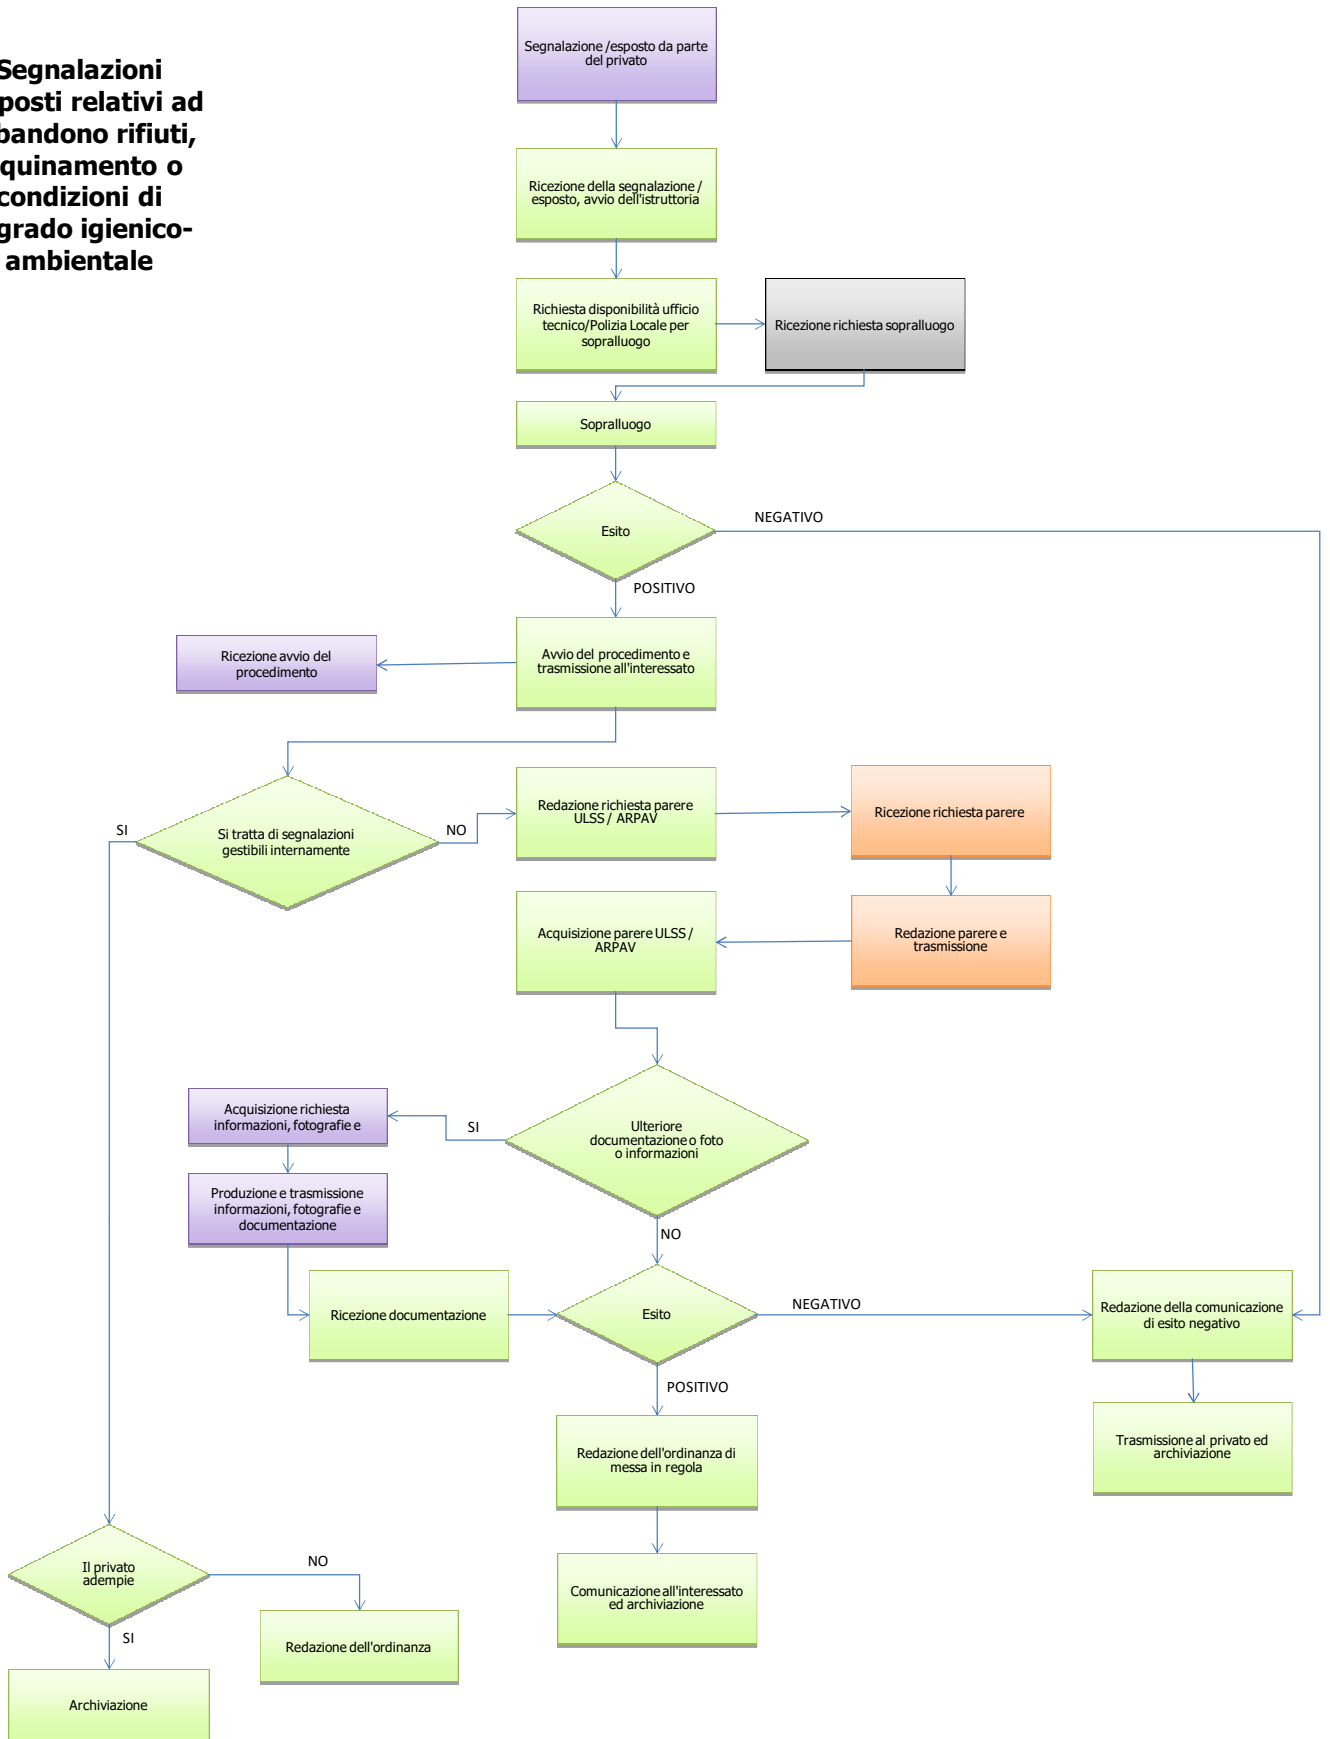 Segnalazioni
posti relativi ad
bandono rifiuti,
quinamento o
condizioni di
grado igienico-
ambientale
Segnalazione /esposto da parte
del privato
Ricezione della segnalazione /
esposto, avvio dell'istruttoria
Richiesta disponibilità ufficio
tecnico/Polizia Locale per
sopralluogo
Ricezione richiesta sopralluogo
Sopralluogo
Esito
NEGATIVO
POSITIVO
Avvio del procedimento e
trasmissione all'interessato
Ricezione avvio del
procedimento
Si tratta di segnalazioni
gestibili internamente
SI
NO
Redazione richiesta parere
ULSS / ARPAV
Ricezione richiesta parere
Redazione parere e
trasmissione
Acquisizione parere ULSS /
ARPAV
Ulteriore
documentazione o foto
o informazioni
SI
Acquisizione richiesta
informazioni, fotografie e
Produzione e trasmissione
informazioni, fotografie e
documentazione
NO
Ricezione documentazione
Esito
NEGATIVO
Redazione della comunicazione
di esito negativo
Trasmissione al privato ed
archiviazione
POSITIVO
Redazione dell'ordinanza di
messa in regola
Comunicazione all'interessato
ed archiviazione
Il privato
adempie
NO
Redazione dell'ordinanza
SI
Archiviazione